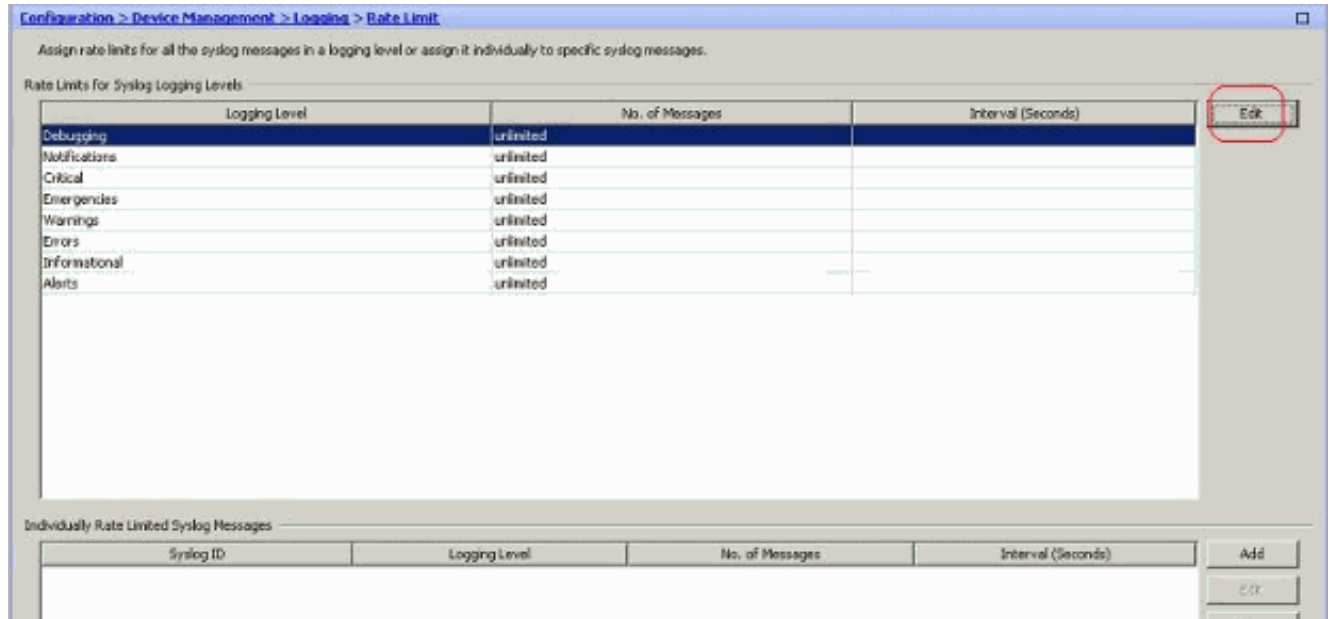 Configuration > Device Management > Logging > Rate Limit
Assign rate limits for all the syslog messages in a logging level or assign it individually to specific syslog messages.
Rate Limits for Syslog Logging Levels
Logging Level No. of Messages Interval (Seconds) Edit
Debugging unlimited
Notifications unlimited
Critical unlimited
Emergencies unlimited
Warnings unlimited
Errors unlimited
Informational unlimited
Alerts unlimited
Individually Rate Limited Syslog Messages
Syslog ID Logging Level No. of Messages Interval (Seconds) Add
Edit